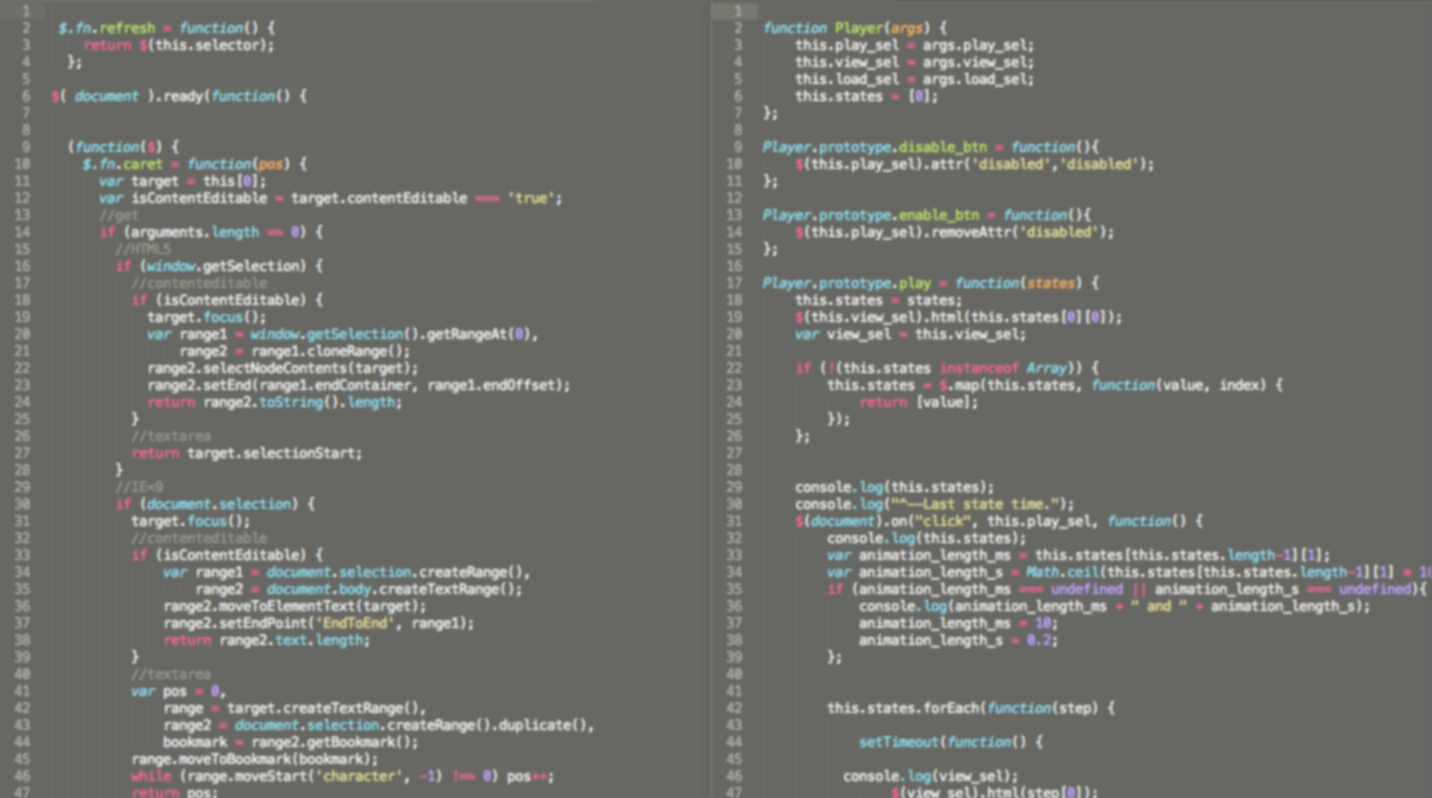 1
2 $.fn.refresh = function() {
3 return $(this.selector);
4 };
5
6 $( document ).ready(function() {
7
8
9 (function($) {
10 $.fn.caret = function(pos) {
11 var target = this[0];
12 var isContentEditable = target.contentEditable === 'true';
13 //get
14 if (arguments.length == 0) {
15 //HTML5
16 if (window.getSelection) {
17 //contenteditable
18 if (isContentEditable) {
19 target.focus();
20 var range1 = window.getSelection().getRangeAt(0),
21 range2 = range1.cloneRange();
22 range2.selectNodeContents(target);
23 range2.setEnd(range1.endContainer, range1.endOffset);
24 return range2.toString().length;
25 }
26 //textarea
27 return target.selectionStart;
28 }
29 //IE<9
30 if (document.selection) {
31 target.focus();
32 //contenteditable
33 if (isContentEditable) {
34 var range1 = document.selection.createRange(),
35 range2 = document.body.createTextRange();
36 range2.moveToElementText(target);
37 range2.setEndPoint('EndToEnd', range1);
38 return range2.text.length;
39 }
40 //textarea
41 var pos = 0,
42 range = target.createTextRange(),
43 range2 = document.selection.createRange().duplicate(),
44 bookmark = range2.getBookmark();
45 range.moveToBookmark(bookmark);
46 while (range.moveStart('character', -1) !== 0) pos++;
47 return pos;
1
2 function Player(args) {
3 this.play_sel = args.play_sel;
4 this.view_sel = args.view_sel;
5 this.load_sel = args.load_sel;
6 this.states = [0];
7 };
8
9 Player.prototype.disable_btn = function(){
10 $(this.play_sel).attr('disabled','disabled');
11 };
12
13 Player.prototype.enable_btn = function(){
14 $(this.play_sel).removeAttr('disabled');
15 };
16
17 Player.prototype.play = function(states) {
18 this.states = states;
19 $(this.view_sel).html(this.states[0][0]);
20 var view_sel = this.view_sel;
21
22 if (!(this.states instanceof Array)) {
23 this.states = $.map(this.states, function(value, index) {
24 return [value];
25 });
26 };
27
28
29 console.log(this.states);
30 console.log("^——Last state time.");
31 $(document).on("click", this.play_sel, function() {
32 console.log(this.states);
33 var animation_length_ms = this.states[this.states.length-1][1];
34 var animation_length_s = Math.ceil(this.states[this.states.length-1][1] * 10
35 if (animation_length_ms === undefined || animation_length_s === undefined){
36 console.log(animation_length_ms + " and " + animation_length_s);
37 animation_length_ms = 10;
38 animation_length_s = 0.2;
39 };
40
41
42 this.states.forEach(function(step) {
43
44 setTimeout(function() {
45
46 console.log(view_sel);
47 $(view_sel).html(step[0]);